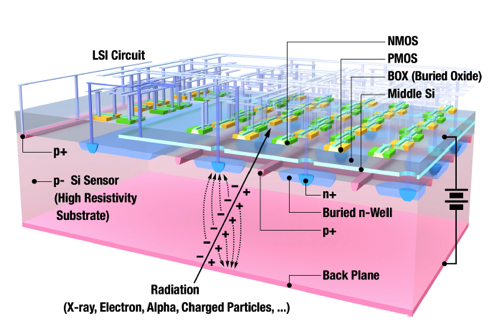 NMOS
LSI Circuit
PMOS
BOX (Buried Oxide)
Middle Si
p+
p- Si Sensor
(High Resistivity
Substrate)
n+
Buried n-Well
p+
Back Plane
Radiation
(X-ray, Electron, Alpha, Charged Particles, ...)